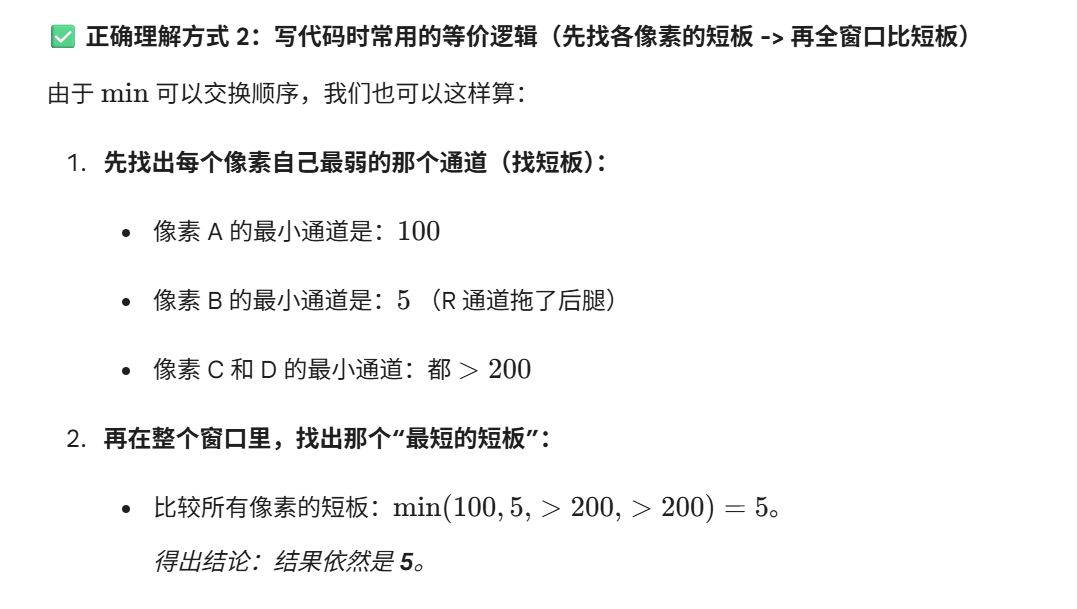 ✅ 正确理解方式 2：写代码时常用的等价逻辑（先找各像素的短板 -> 再全窗口比短板）
由于 min 可以交换顺序，我们也可以这样算：
1. 先找出每个像素自己最弱的那个通道（找短板）：
• 像素 A 的最小通道是：100
• 像素 B 的最小通道是：5 （R 通道拖了后腿）
• 像素 C 和 D 的最小通道：都 > 200
2. 再在整个窗口里，找出那个“最短的短板”：
• 比较所有像素的短板：min(100, 5, > 200, > 200) = 5。
得出结论：结果依然是 5。